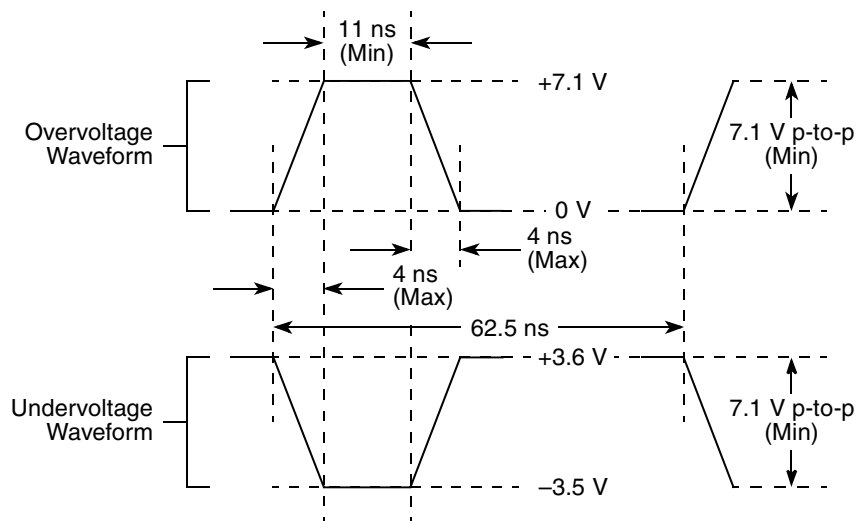 11 ns
(Min)
+7.1 V
Overvoltage
Waveform
7.1 V p-to-p
(Min)
0 V
4 ns
(Max)
4 ns
(Max)
62.5 ns
+3.6 V
Undervoltage
Waveform
7.1 V p-to-p
(Min)
–3.5 V